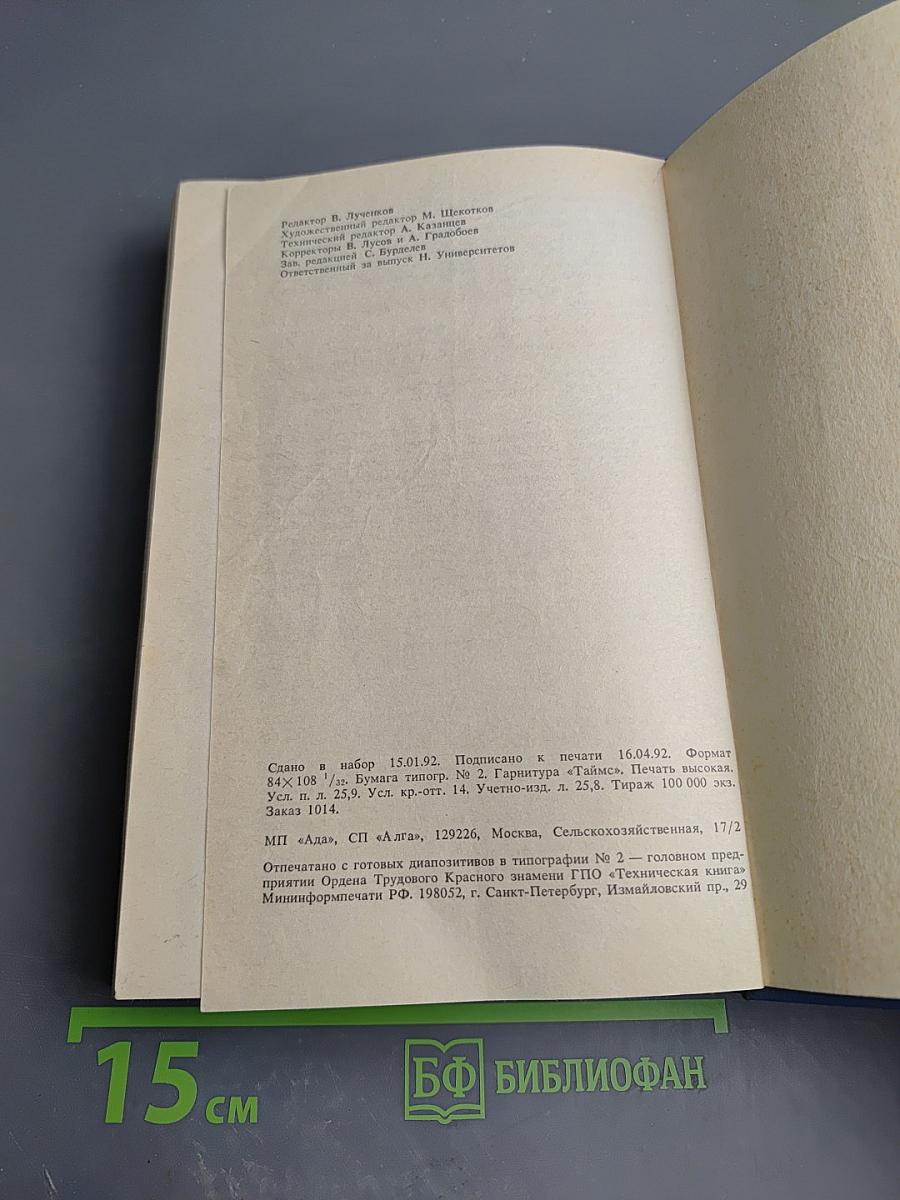 Редактор В. Лученков
Художественный редактор М. Щекотков
Технический редактор А. Казанцев
Корректоры В. Лусов и А. Градобоев
Зав. редакцией С. Бурделев
Ответственный за выпуск Н. Университетов
Сдано в набор 15.01.92. Подписано к печати 16.04.92. Формат
84×108 1/32. Бумага типогр. № 2. Гарнитура «Таймс». Печать высокая.
Усл. п. л. 25,9. Усл. кр.-отт. 14. Учетно-изд. л. 25,8. Тираж 100 000 экз.
Заказ 1014.
МП «Ада», СП «Алга», 129226, Москва, Сельскохозяйственная, 17/2
Отпечатано с готовых диапозитивов в типографии № 2 — головном пред-
приятии Ордена Трудового Красного знамени ГПО «Техническая книга»
Мининформпечати РФ. 198052, г. Санкт-Петербург, Измайловский пр., 29
15 см
БФ БИБЛИОФАН